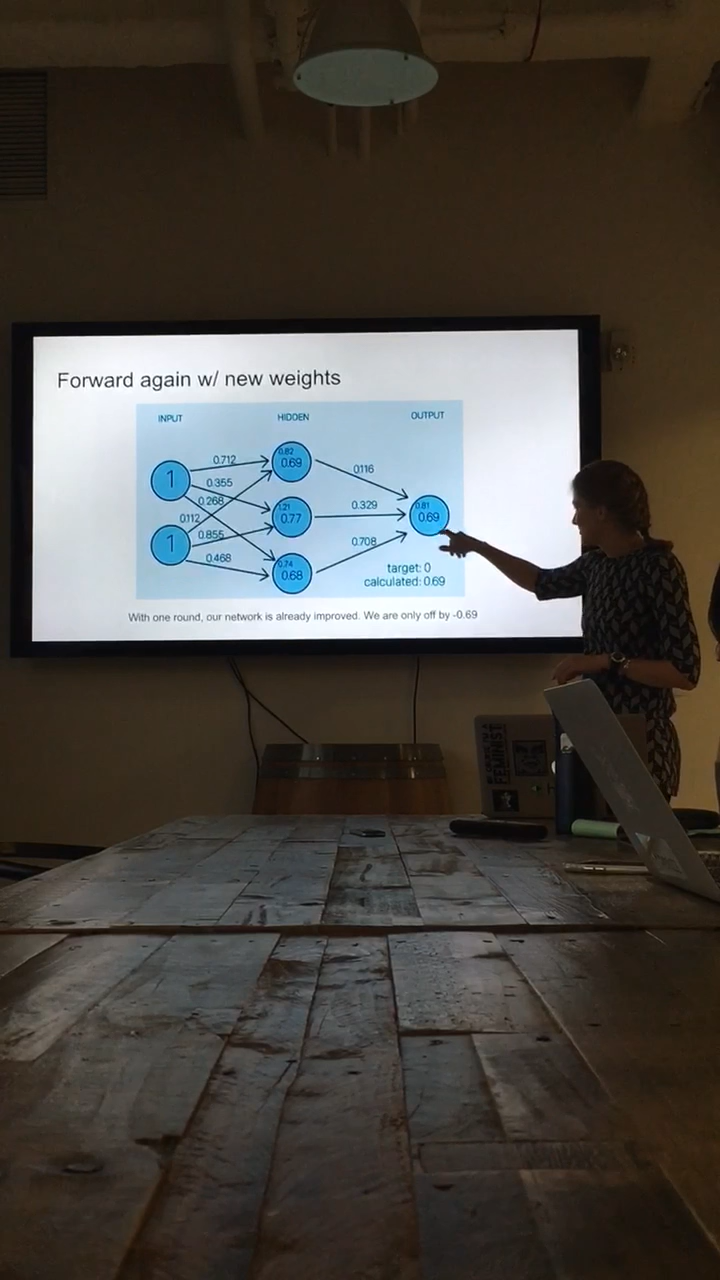 Forward again w/ new weights
INPUT
HIDDEN
OUTPUT
0.712
0.355
0.268
0.112
0.855
0.468
1
1
0.82
0.69
1.21
0.77
0.74
0.68
0.116
0.329
0.708
0.81
0.69
target: 0
calculated: 0.69
With one round, our network is already improved. We are only off by -0.69
FEMINIST